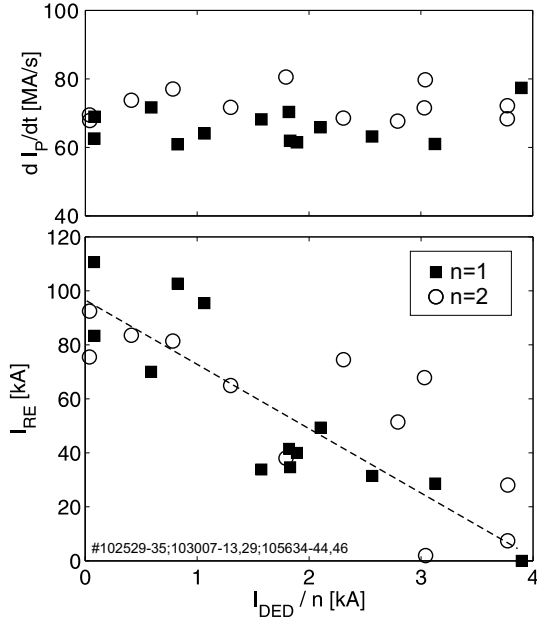 100
80
60
40
d I_P/dt [MA/s]
120
100
80
60
40
20
0
I_RE [kA]
n=1
n=2
#102529-35;103007-13,29;105634-44,46
0 1 2 3 4
I_DED / n [kA]